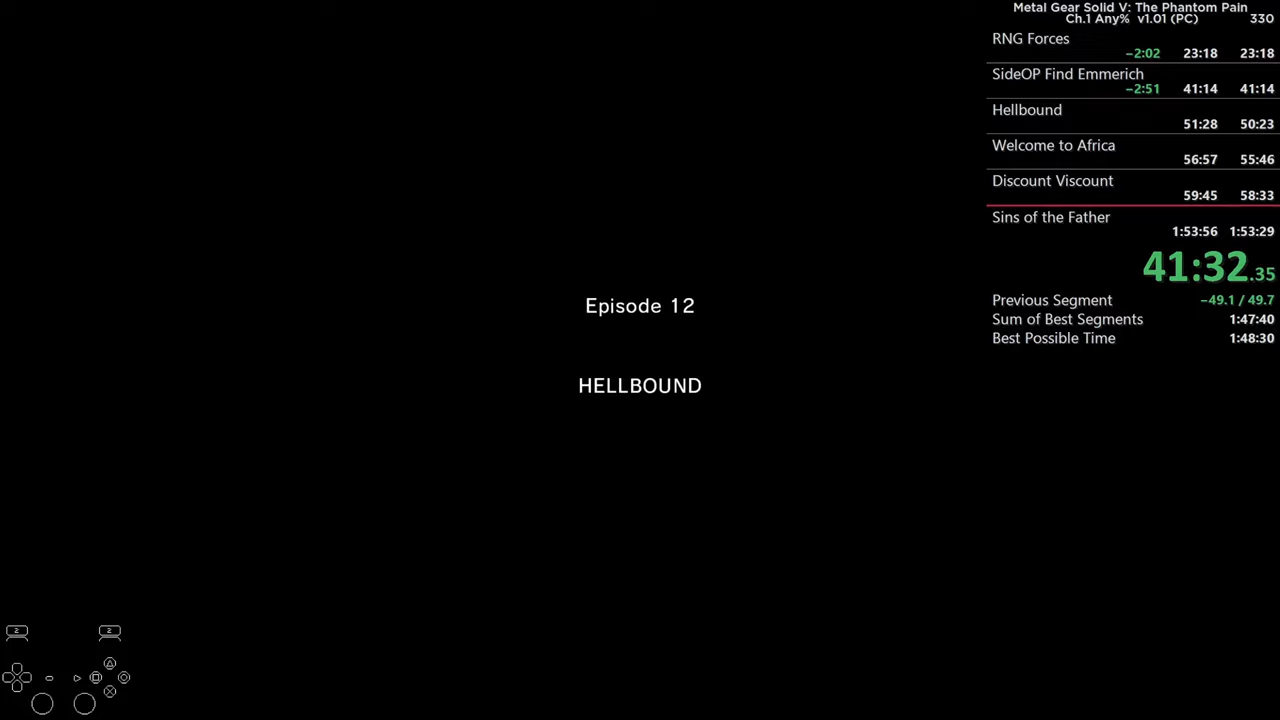 Metal Gear Solid V: The Phantom Pain
Ch.1 Any% v1.01 (PC) 330
RNG Forces
−2:02 23:18 23:18
SideOP Find Emmerich
−2:51 41:14 41:14
Hellbound
51:28 50:23
Welcome to Africa
56:57 55:46
Discount Viscount
59:45 58:33
Sins of the Father
1:53:56 1:53:29
41:32.35
Previous Segment −49.1 / 49.7
Sum of Best Segments 1:47:40
Best Possible Time 1:48:30
Episode 12
HELLBOUND
2 2